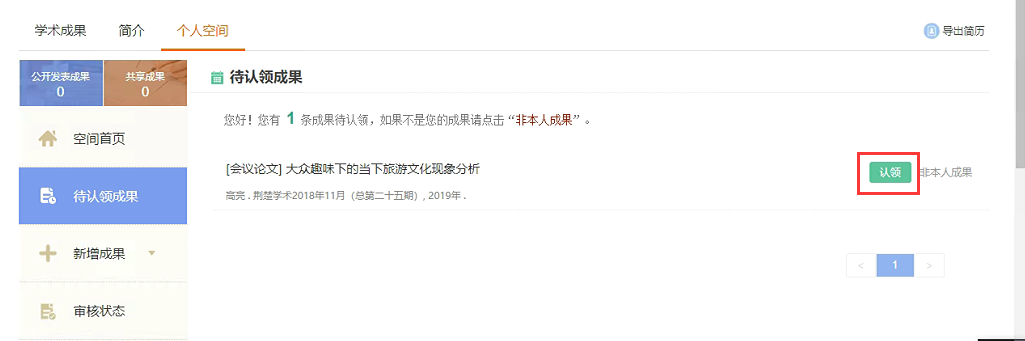 学术成果 简介 个人空间 导出简历
公开发表成果 共享成果
0 0
待认领成果
您好！您有 1 条成果待认领，如果不是您的成果请点击“非本人成果”。
空间首页
[会议论文] 大众趣味下的当下旅游文化现象分析 认领 非本人成果
待认领成果
高亮 . 荆楚学术2018年11月（总第二十五期）, 2019年 .
新增成果
< 1 >
审核状态